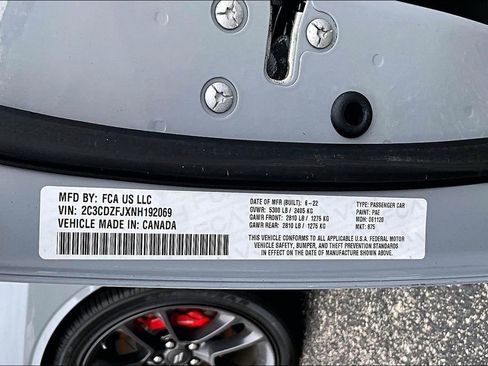 MFD BY: FCA US LLC
VIN: 2C3CDZFJXNH192069
VEHICLE MADE IN: CANADA
DATE OF MFR (BUILT): 6-22
GVWR: 5300 LB / 2405 KG
GAWR FRONT: 2810 LB / 1275 KG
GAWR REAR: 2810 LB / 1275 KG
TYPE: PASSENGER CAR
PAINT: PAE
MDH: 061120
MKT: 875
THIS VEHICLE CONFORMS TO ALL APPLICABLE U.S.A. FEDERAL MOTOR
VEHICLE SAFETY, BUMPER, AND THEFT PREVENTION STANDARDS
IN EFFECT ON THE DATE OF MANUFACTURE SHOWN ABOVE.